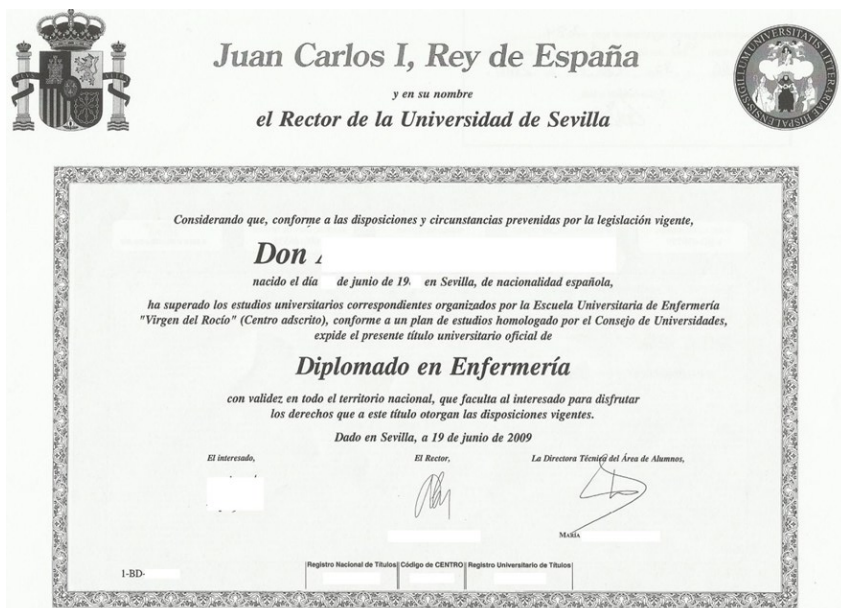 Juan Carlos I, Rey de España
y en su nombre
el Rector de la Universidad de Sevilla
SIGILLUM UNIVERSITATIS LITTERARIAE HISPALENSIS
Considerando que, conforme a las disposiciones y circunstancias prevenidas por la legislación vigente,
Don
nacido el día de junio de 19 en Sevilla, de nacionalidad española,
ha superado los estudios universitarios correspondientes organizados por la Escuela Universitaria de Enfermería
"Virgen del Rocío" (Centro adscrito), conforme a un plan de estudios homologado por el Consejo de Universidades,
expide el presente título universitario oficial de
Diplomado en Enfermería
con validez en todo el territorio nacional, que faculta al interesado para disfrutar
los derechos que a este título otorgan las disposiciones vigentes.
Dado en Sevilla, a 19 de junio de 2009
El interesado, El Rector, La Directora Técnica del Área de Alumnos,
MARÍA
1-BD- Registro Nacional de Títulos Código de CENTRO Registro Universitario de Títulos